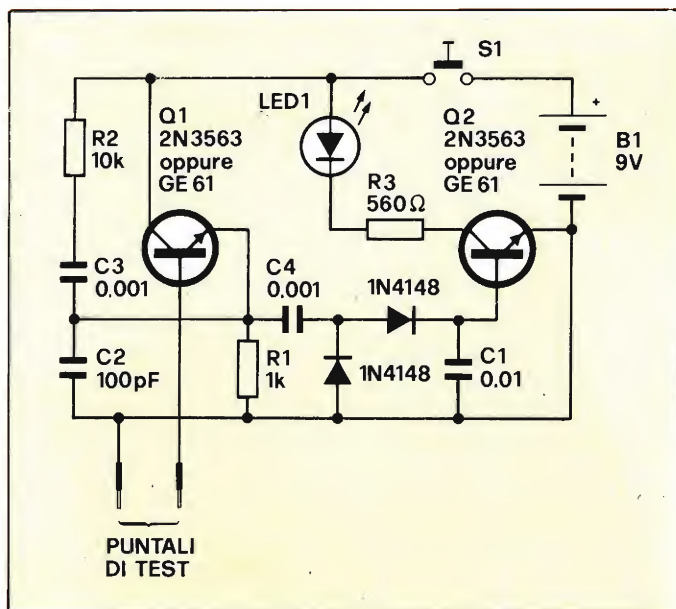 S1
LED1
Q1
2N3563
oppure
GE 61
Q2
2N3563
oppure
GE 61
+
B1
9V
R2
10k
R3
560Ω
C3
0.001
C4
0.001
1N4148
C2
100pF
R1
1k
1N4148
C1
0.01
PUNTALI
DI TEST